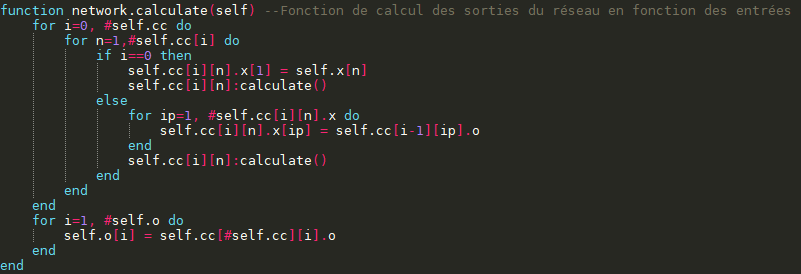 function network.calculate(self) --Fonction de calcul des sorties du réseau en fonction des entrées
    for i=0, #self.cc do
        for n=1,#self.cc[i] do
            if i==0 then
                self.cc[i][n].x[1] = self.x[n]
                self.cc[i][n]:calculate()
            else
                for ip=1, #self.cc[i][n].x do
                    self.cc[i][n].x[ip] = self.cc[i-1][ip].o
                end
                self.cc[i][n]:calculate()
            end
        end
    end
    for i=1, #self.o do
        self.o[i] = self.cc[#self.cc][i].o
    end
end